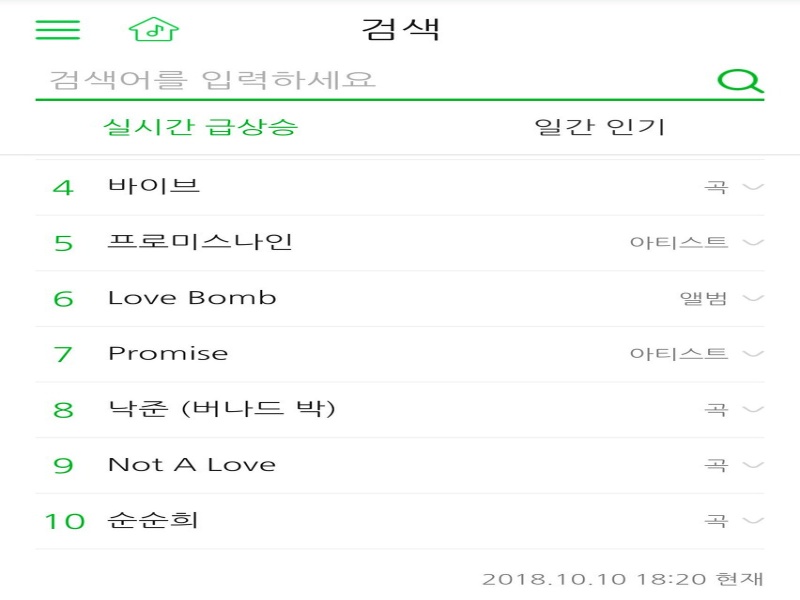 검색
검색어를 입력하세요
실시간 급상승 일간 인기
4 바이브 곡
5 프로미스나인 아티스트
6 Love Bomb 앨범
7 Promise 아티스트
8 낙준 (버나드 박) 곡
9 Not A Love 곡
10 순순희 곡
2018.10.10 18:20 현재